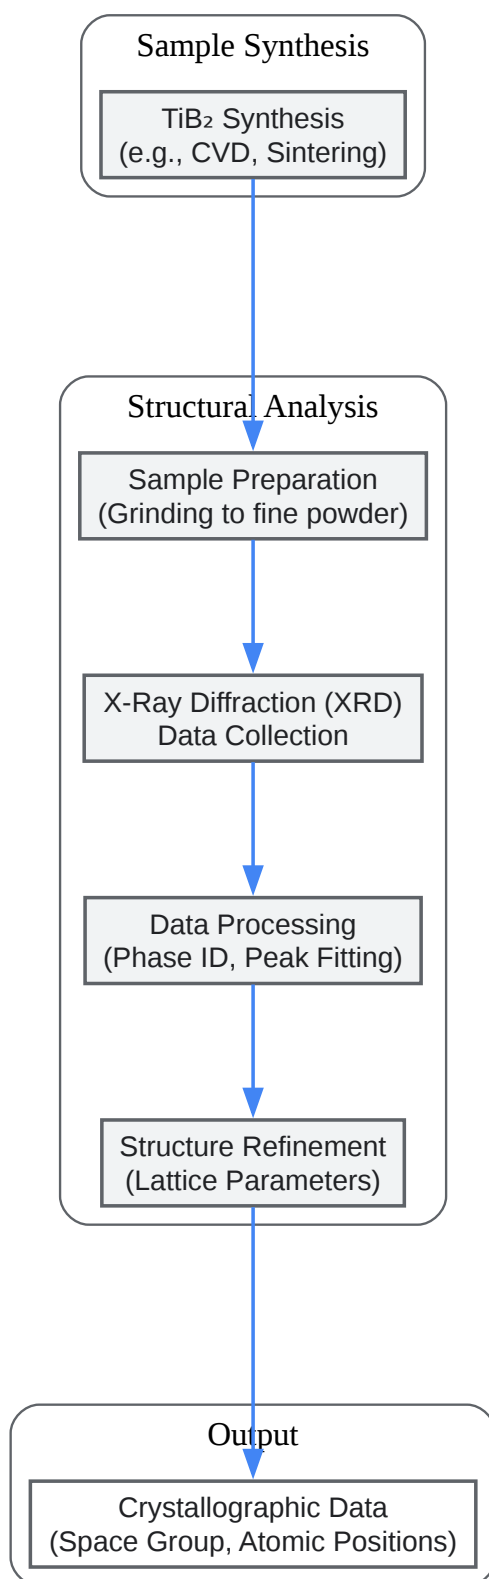 Sample Synthesis
TiB₂ Synthesis
(e.g., CVD, Sintering)
Structural Analysis
Sample Preparation
(Grinding to fine powder)
X-Ray Diffraction (XRD)
Data Collection
Data Processing
(Phase ID, Peak Fitting)
Structure Refinement
(Lattice Parameters)
Output
Crystallographic Data
(Space Group, Atomic Positions)